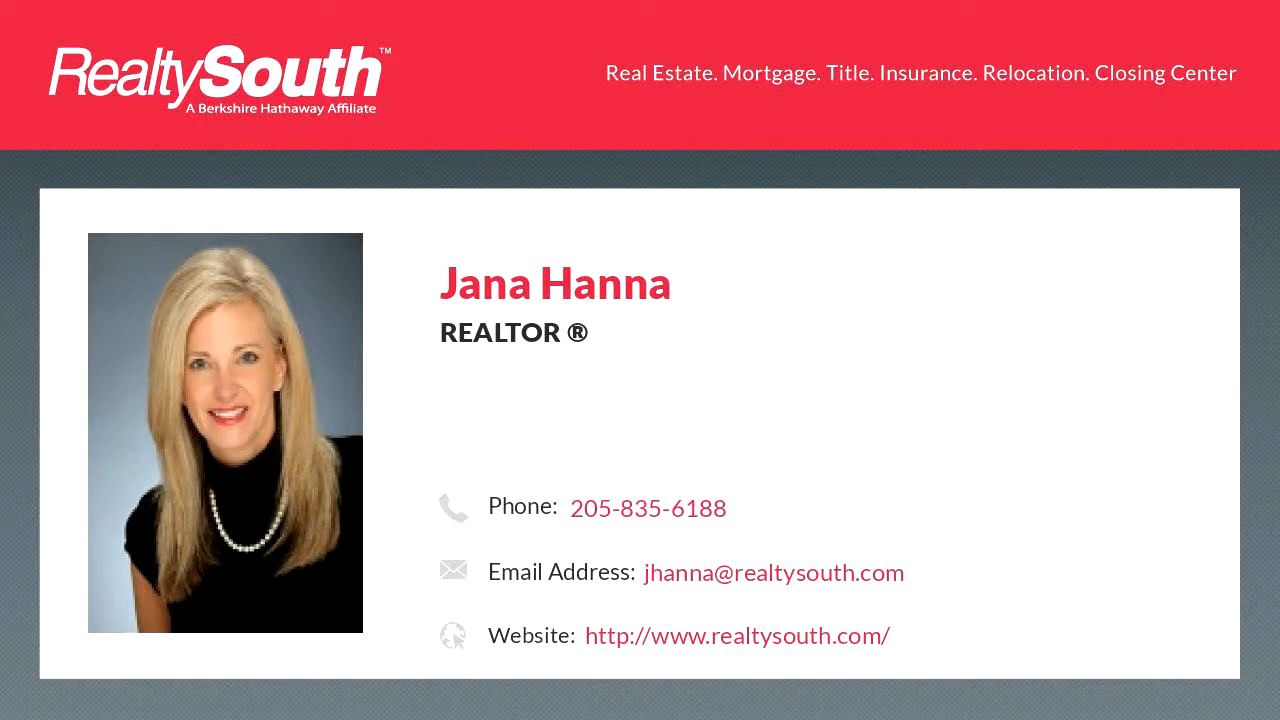 RealtySouth™
A Berkshire Hathaway Affiliate
Real Estate. Mortgage. Title. Insurance. Relocation. Closing Center
Jana Hanna
REALTOR ®
Phone: 205-835-6188
Email Address: jhanna@realtysouth.com
Website: http://www.realtysouth.com/